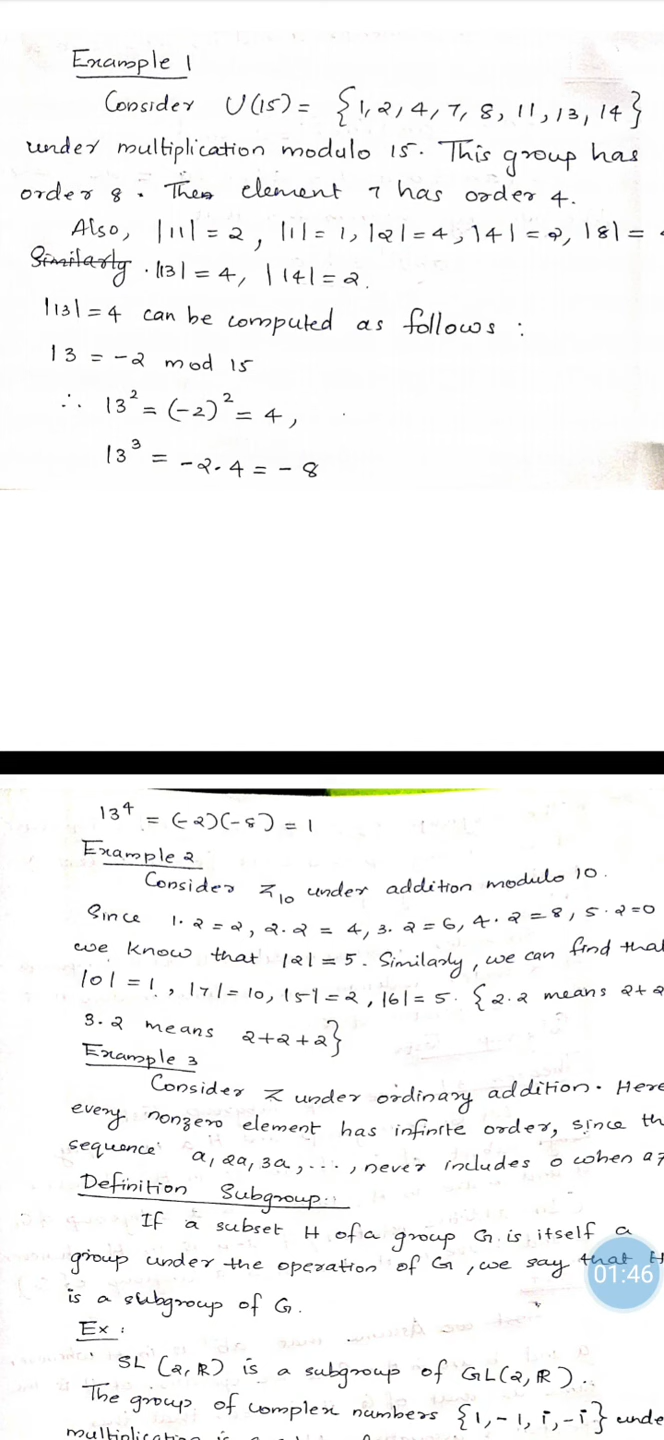 Example 1
Consider U(15) = {1, 2, 4, 7, 8, 11, 13, 14}
under multiplication modulo 15. This group has
order 8. The element 7 has order 4.
Also, |11| = 2, |1| = 1, |2| = 4, |4| = 2, |8| =
Similarly. |13| = 4, |14| = 2.
|13| = 4 can be computed as follows :
13 = -2 mod 15
∴ 13² = (-2)² = 4,
13³ = -2.4 = -8
13⁴ = (-2)(-8) = 1
Example 2
Consider Z₁₀ under addition modulo 10.
Since 1.2 = 2, 2.2 = 4, 3.2 = 6, 4.2 = 8, 5.2 = 0
we know that |2| = 5. Similarly, we can find that
|0| = 1, |7| = 10, |5| = 2, |6| = 5. {2.2 means 2+2
3.2 means 2+2+2}
Example 3
Consider Z under ordinary addition. Here
every nonzero element has infinite order, since th
sequence a, 2a, 3a, ..., never includes 0 when a≠
Definition Subgroup:
If a subset H of a group G is itself a
group under the operation of G, we say that H
01:46
is a subgroup of G.
Ex :
SL(2, R) is a subgroup of GL(2, R).
The group of complex numbers {1, -1, i, -i} unde